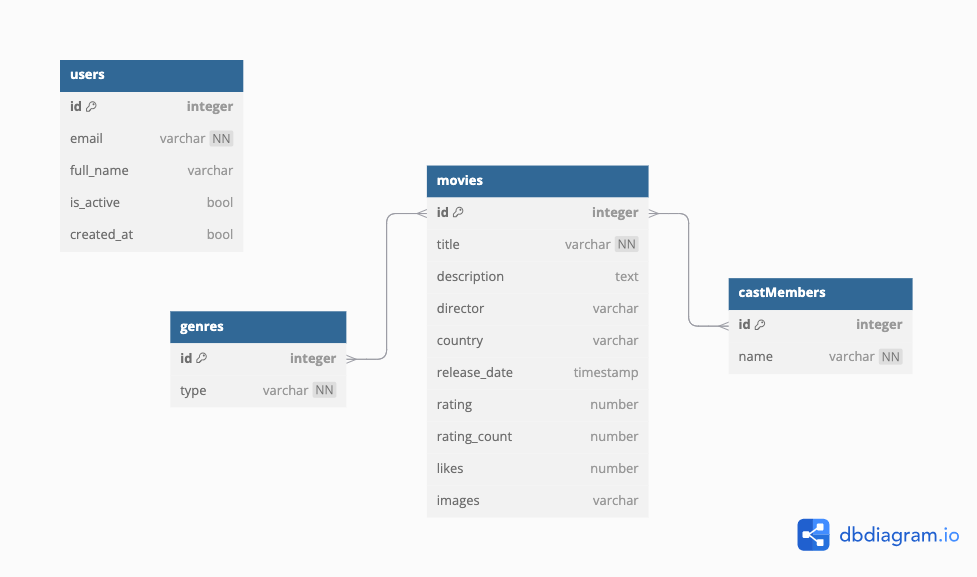 users
id integer
email varchar NN
full_name varchar
is_active bool
created_at bool
genres
id integer
type varchar NN
movies
id integer
title varchar NN
description text
director varchar
country varchar
release_date timestamp
rating number
rating_count number
likes number
images varchar
castMembers
id integer
name varchar NN
dbdiagram.io